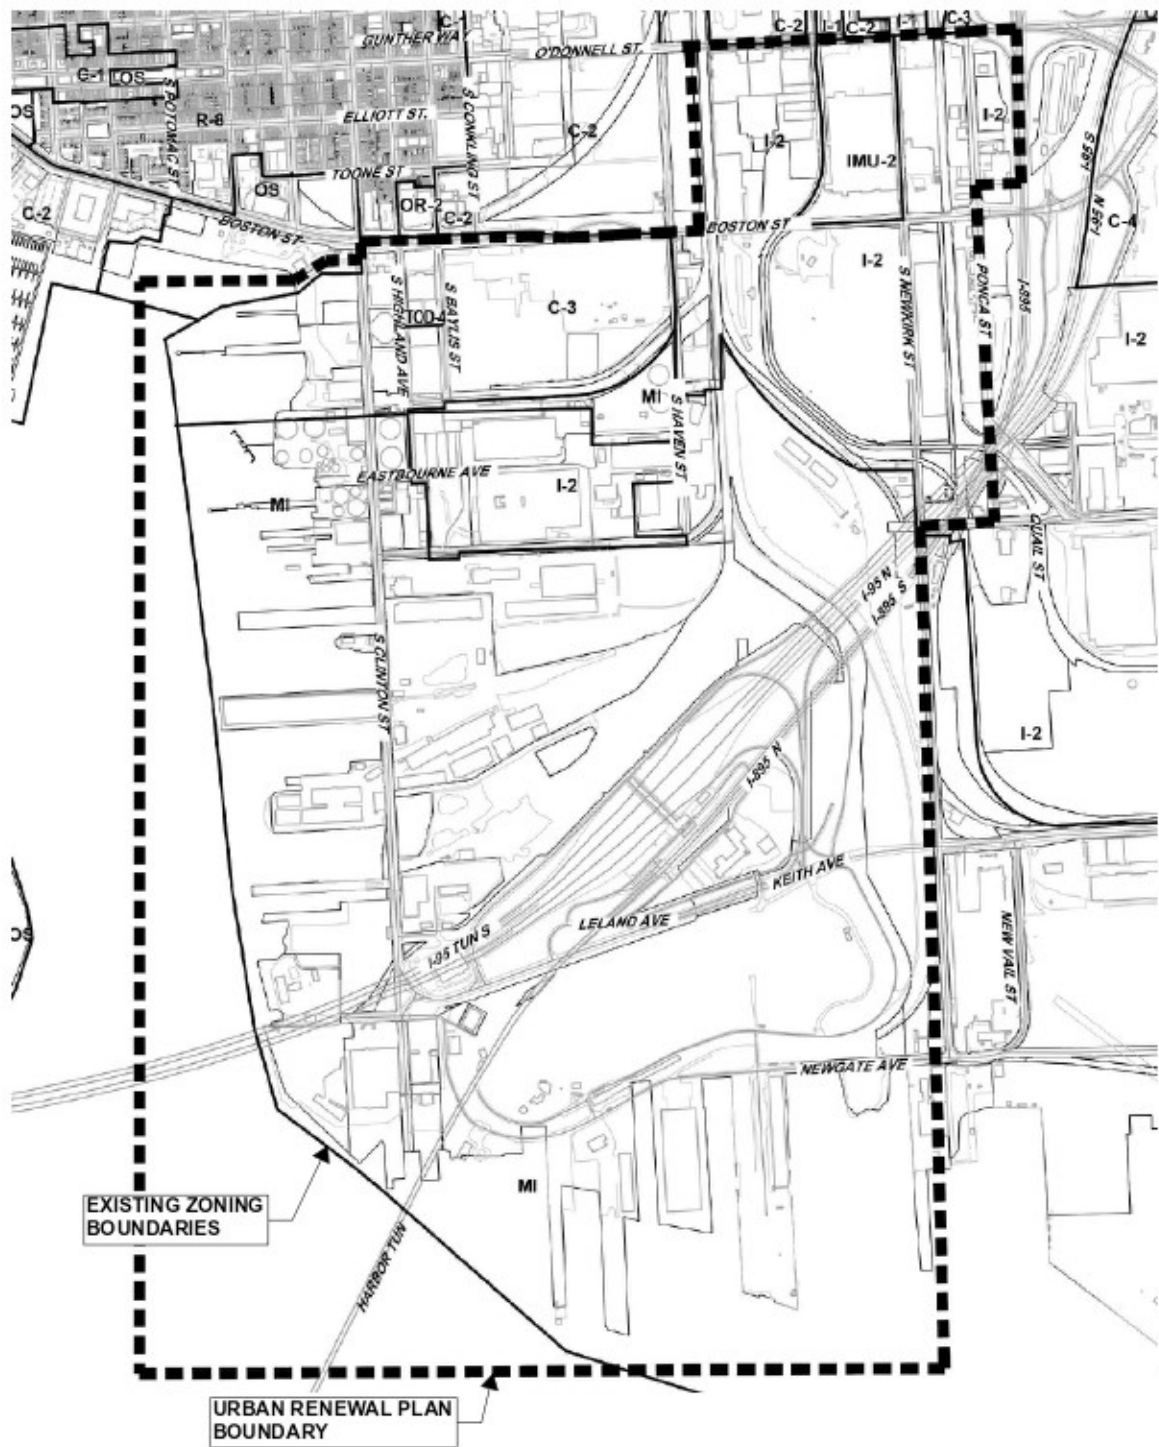 GUNTHER WAY
C-1
C-2
I-1
C-2
I-1
C-3
O'DONNELL ST.
C-1
OS
S POTOMAC ST
OS
R-8
ELLIOTT ST.
S CONKLING ST
C-2
I-2
IMU-2
I-2
I-895 S
TOONE ST
OS
OR-2
C-2
C-2
BOSTON ST
BOSTON ST
I-95 N
C-4
I-2
S NEWKIRK ST
PONCA ST
I-895
S HIGHLAND AVE
TOD-4
S BAYLIS ST
C-3
I-2
MI
S HAVEN ST
EASTBOURNE AVE
I-2
MI
QUAIL ST
I-95 N
I-895 S
S CLINTON ST
I-2
I-895 N
KEITH AVE
LELAND AVE
OS
I-95 TUN S
NEW VAIL ST
NEWGATE AVE
MI
EXISTING ZONING
BOUNDARIES
HARBOR TUN
URBAN RENEWAL PLAN
BOUNDARY